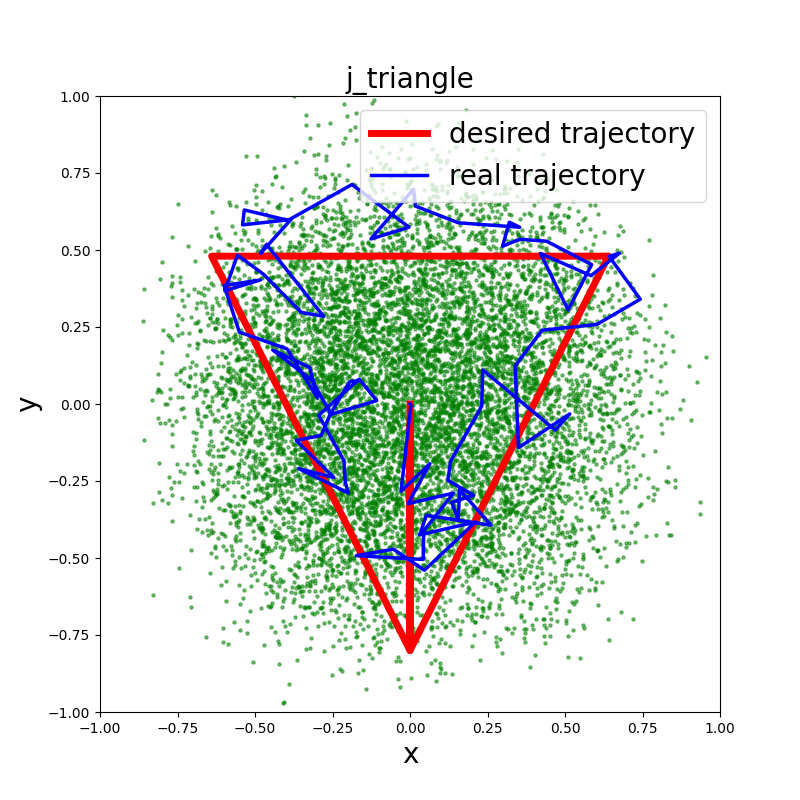 j_triangle
desired trajectory
real trajectory
1.00
0.75
0.50
0.25
0.00
−0.25
−0.50
−0.75
−1.00
y
−1.00 −0.75 −0.50 −0.25 0.00 0.25 0.50 0.75 1.00
x